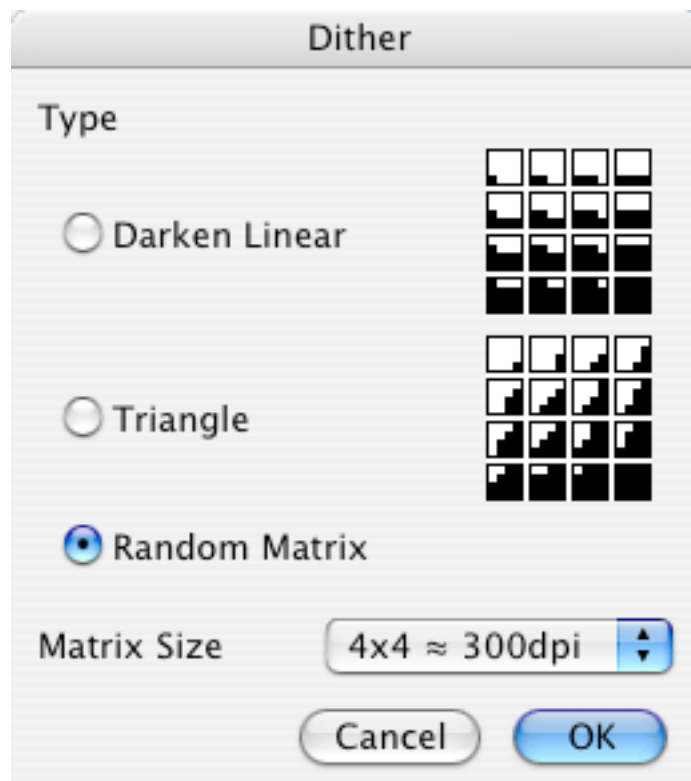 Dither
Type
Darken Linear
Triangle
Random Matrix
Matrix Size 4x4 ≈ 300dpi
Cancel OK